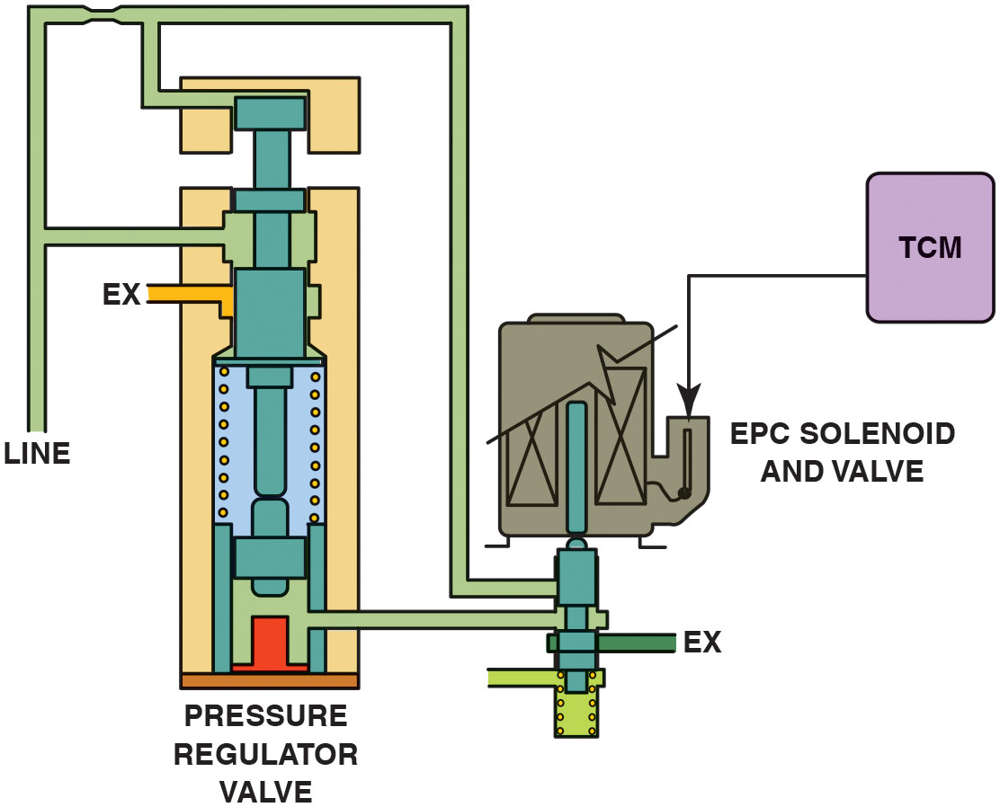 TCM
EX
EPC SOLENOID
AND VALVE
LINE
EX
PRESSURE
REGULATOR
VALVE